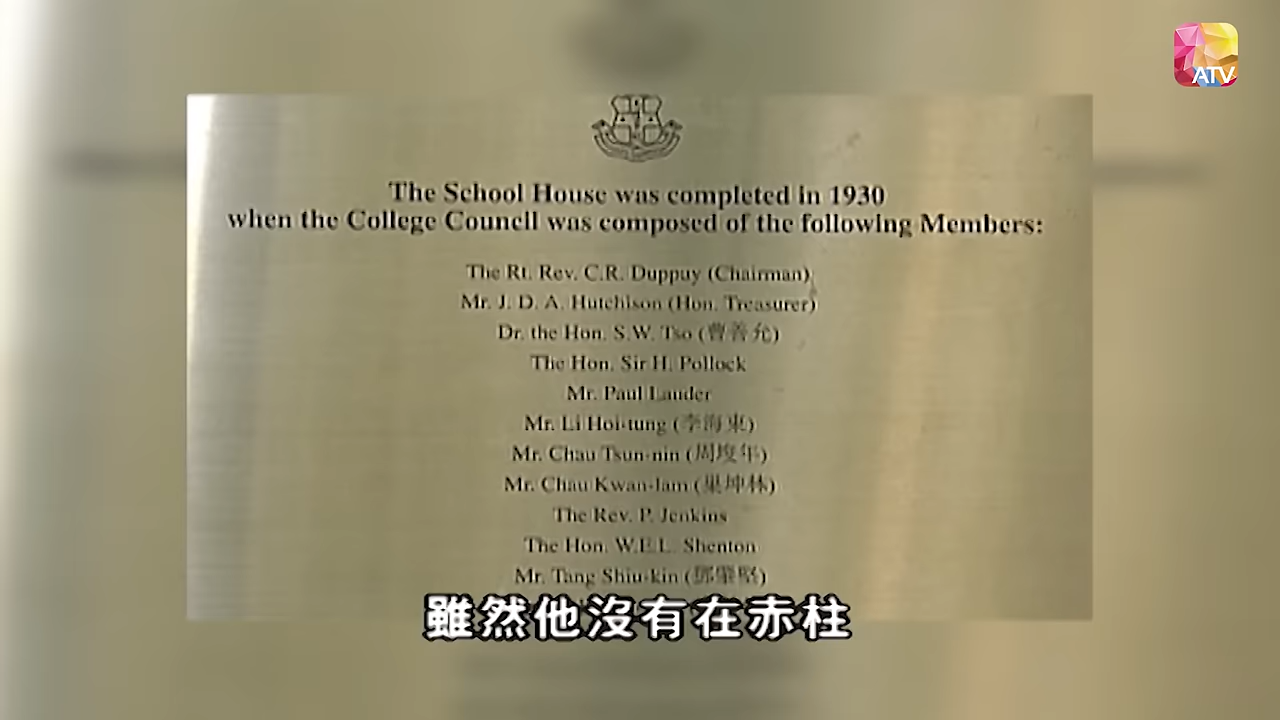 ATV
The School House was completed in 1930
when the College Council was composed of the following Members:
The Rt. Rev. C.R. Duppuy (Chairman)
Mr. J. D. A. Hutchison (Hon. Treasurer)
Dr. the Hon. S.W. Tso (曹善允)
The Hon. Sir H. Pollock
Mr. Paul Lauder
Mr. Li Hoi-tung (李海東)
Mr. Chau Tsun-nin (周埈年)
Mr. Chau Kwan-lam (坤林)
The Rev. P. Jenkins
The Hon. W.E.L. Shenton
Mr. Tang Shiu-kin (鄧肇堅)
雖然他沒有在赤柱